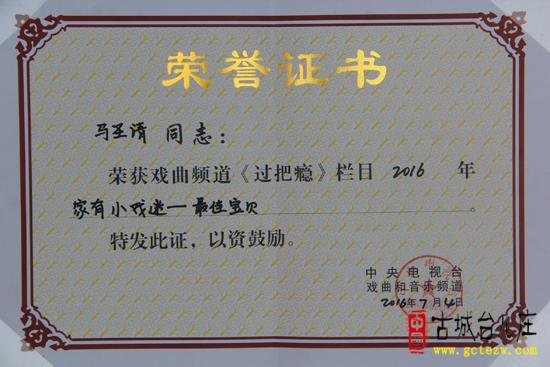 荣誉证书
马玉清 同志：
荣获戏曲频道《过把瘾》栏目 2016 年
家有小戏迷—最佳宝贝。
特发此证，以资鼓励。
中央电视台
戏曲和音乐频道
2016年7月4日
古城台儿庄
www.gctezw.com